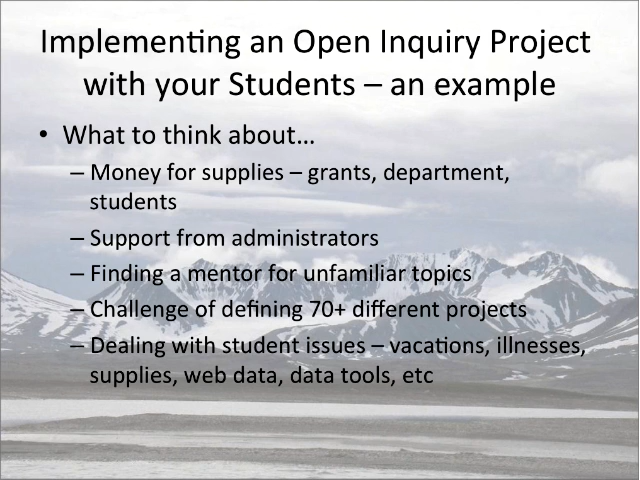 Implementing an Open Inquiry Project
with your Students – an example
• What to think about…
– Money for supplies – grants, department,
students
– Support from administrators
– Finding a mentor for unfamiliar topics
– Challenge of defining 70+ different projects
– Dealing with student issues – vacations, illnesses,
supplies, web data, data tools, etc